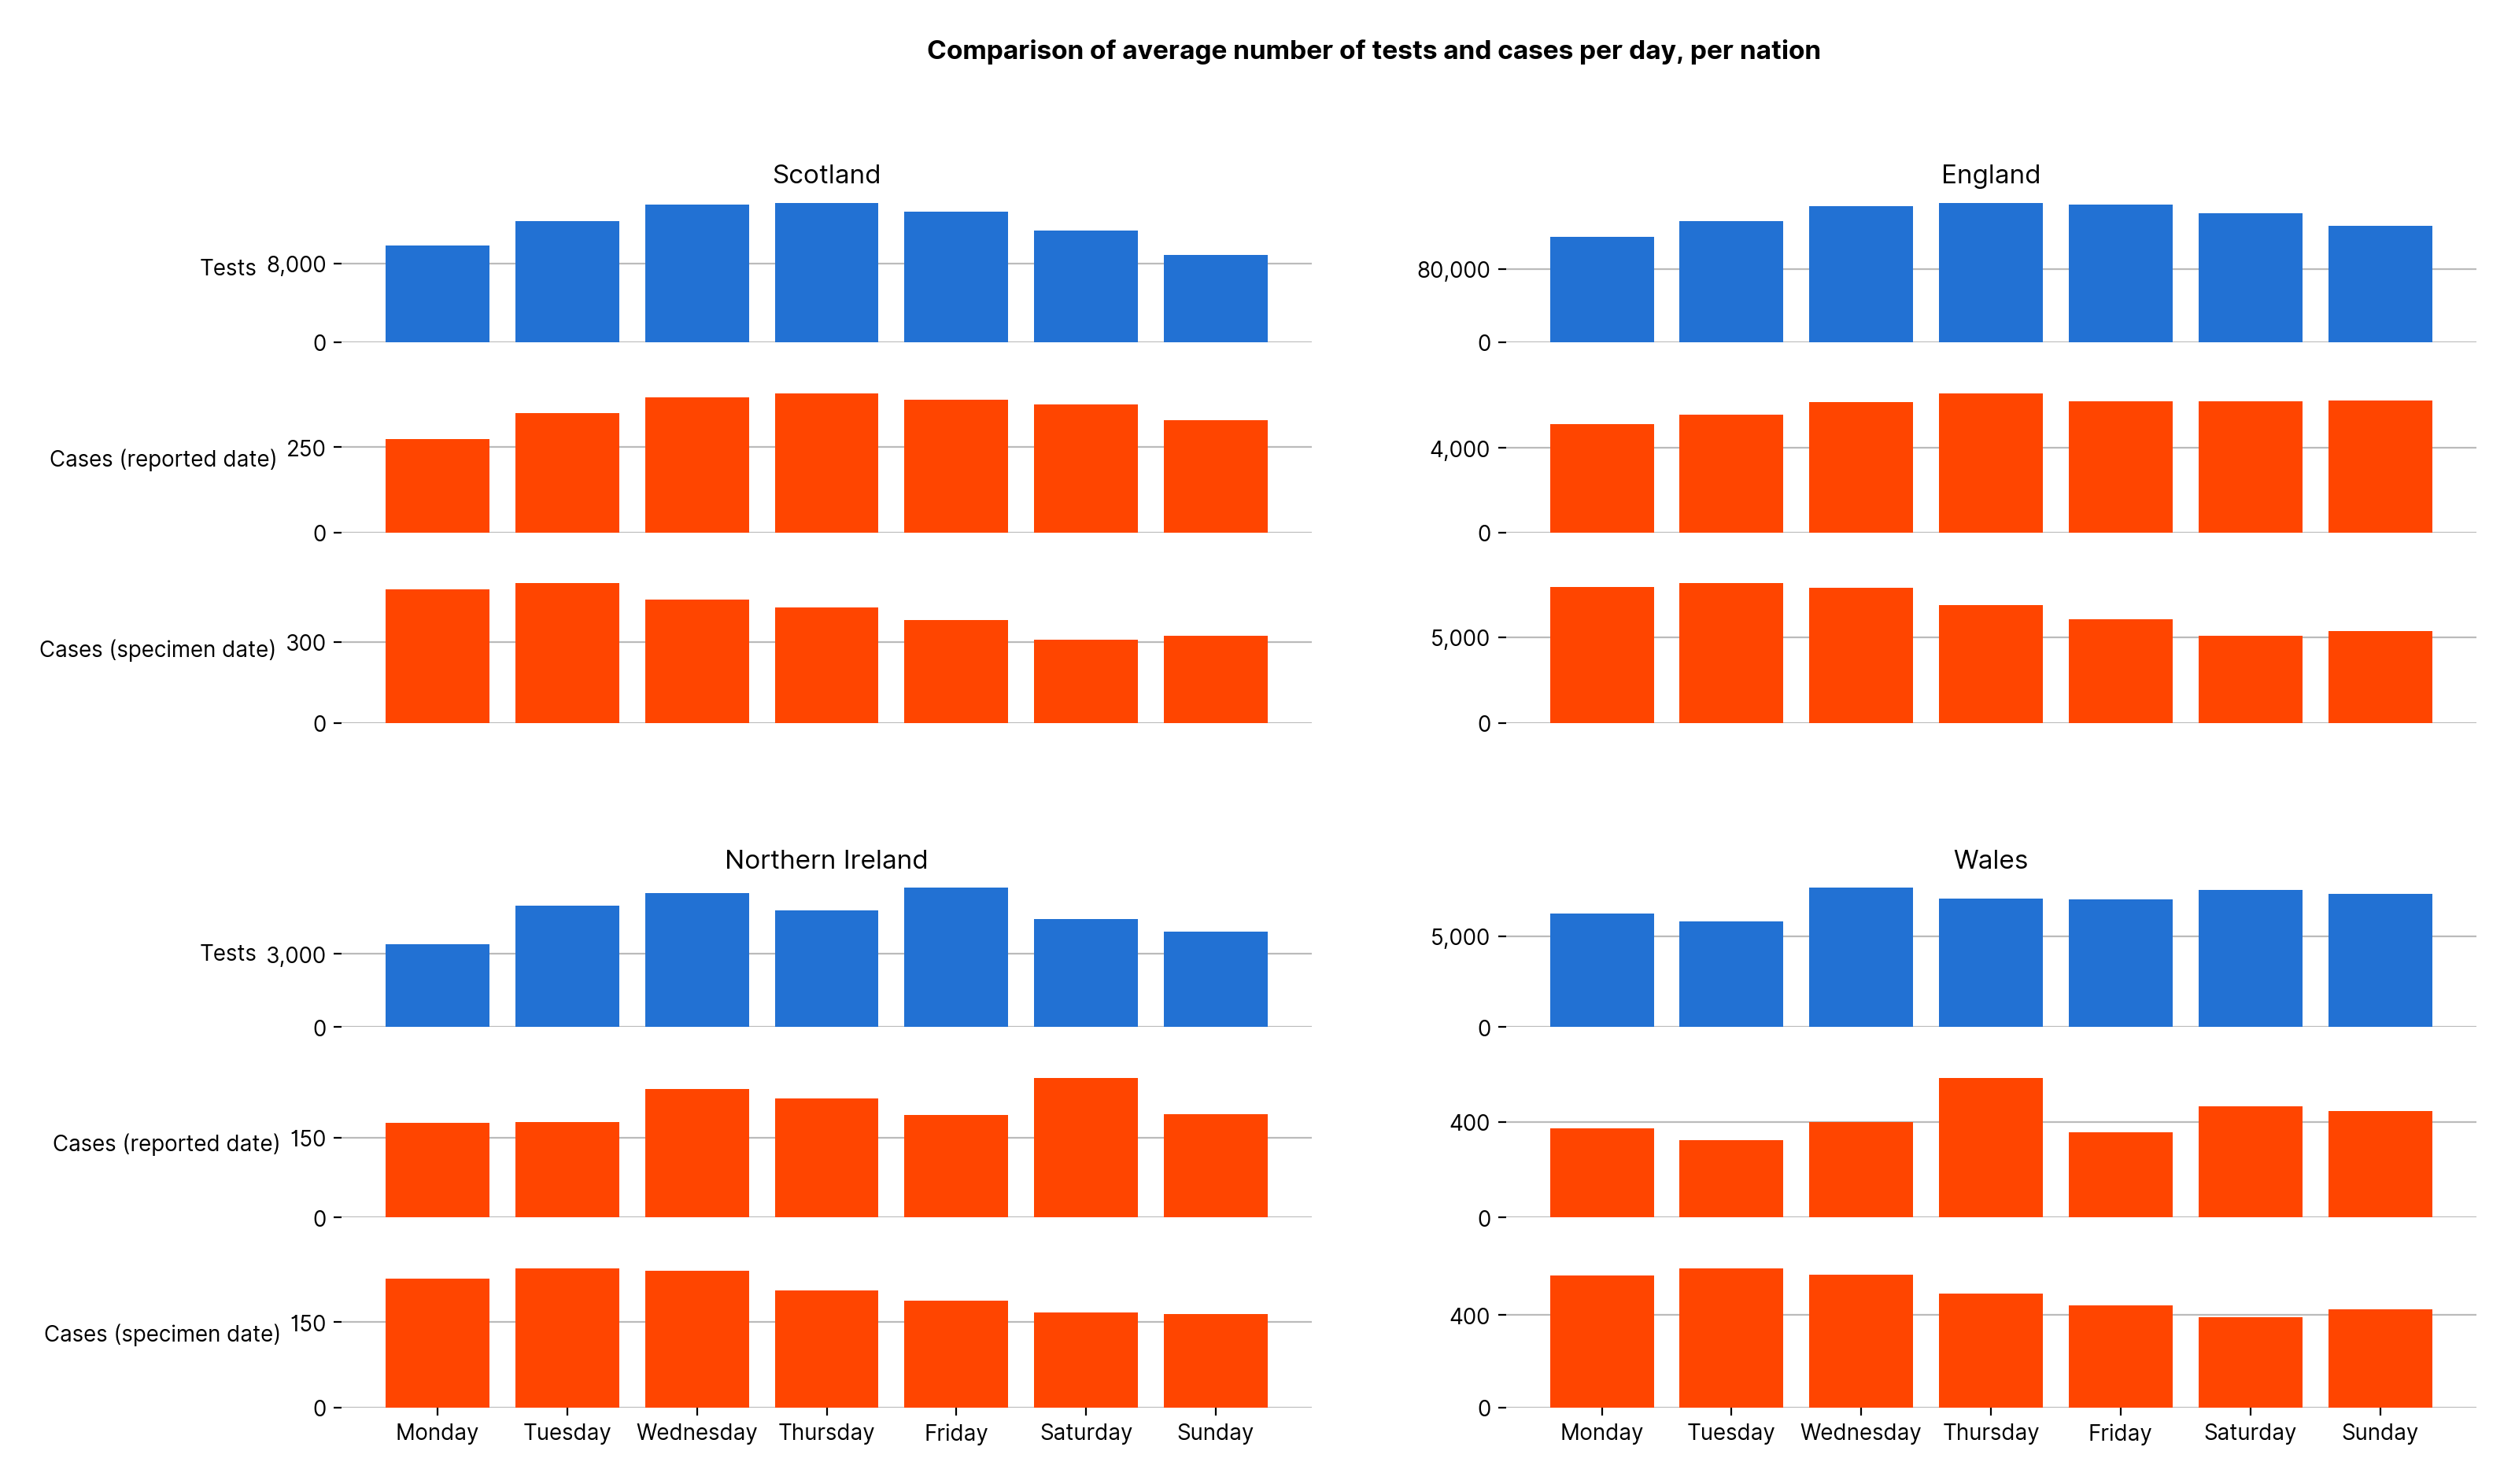 Comparison of average number of tests and cases per day, per nation
Scotland
Tests
8,000
0
Cases (reported date)
250
0
Cases (specimen date)
300
0
England
80,000
0
4,000
0
5,000
0
Northern Ireland
Tests
3,000
0
Cases (reported date)
150
0
Cases (specimen date)
150
0
Monday Tuesday Wednesday Thursday Friday Saturday Sunday
Wales
5,000
0
400
0
400
0
Monday Tuesday Wednesday Thursday Friday Saturday Sunday